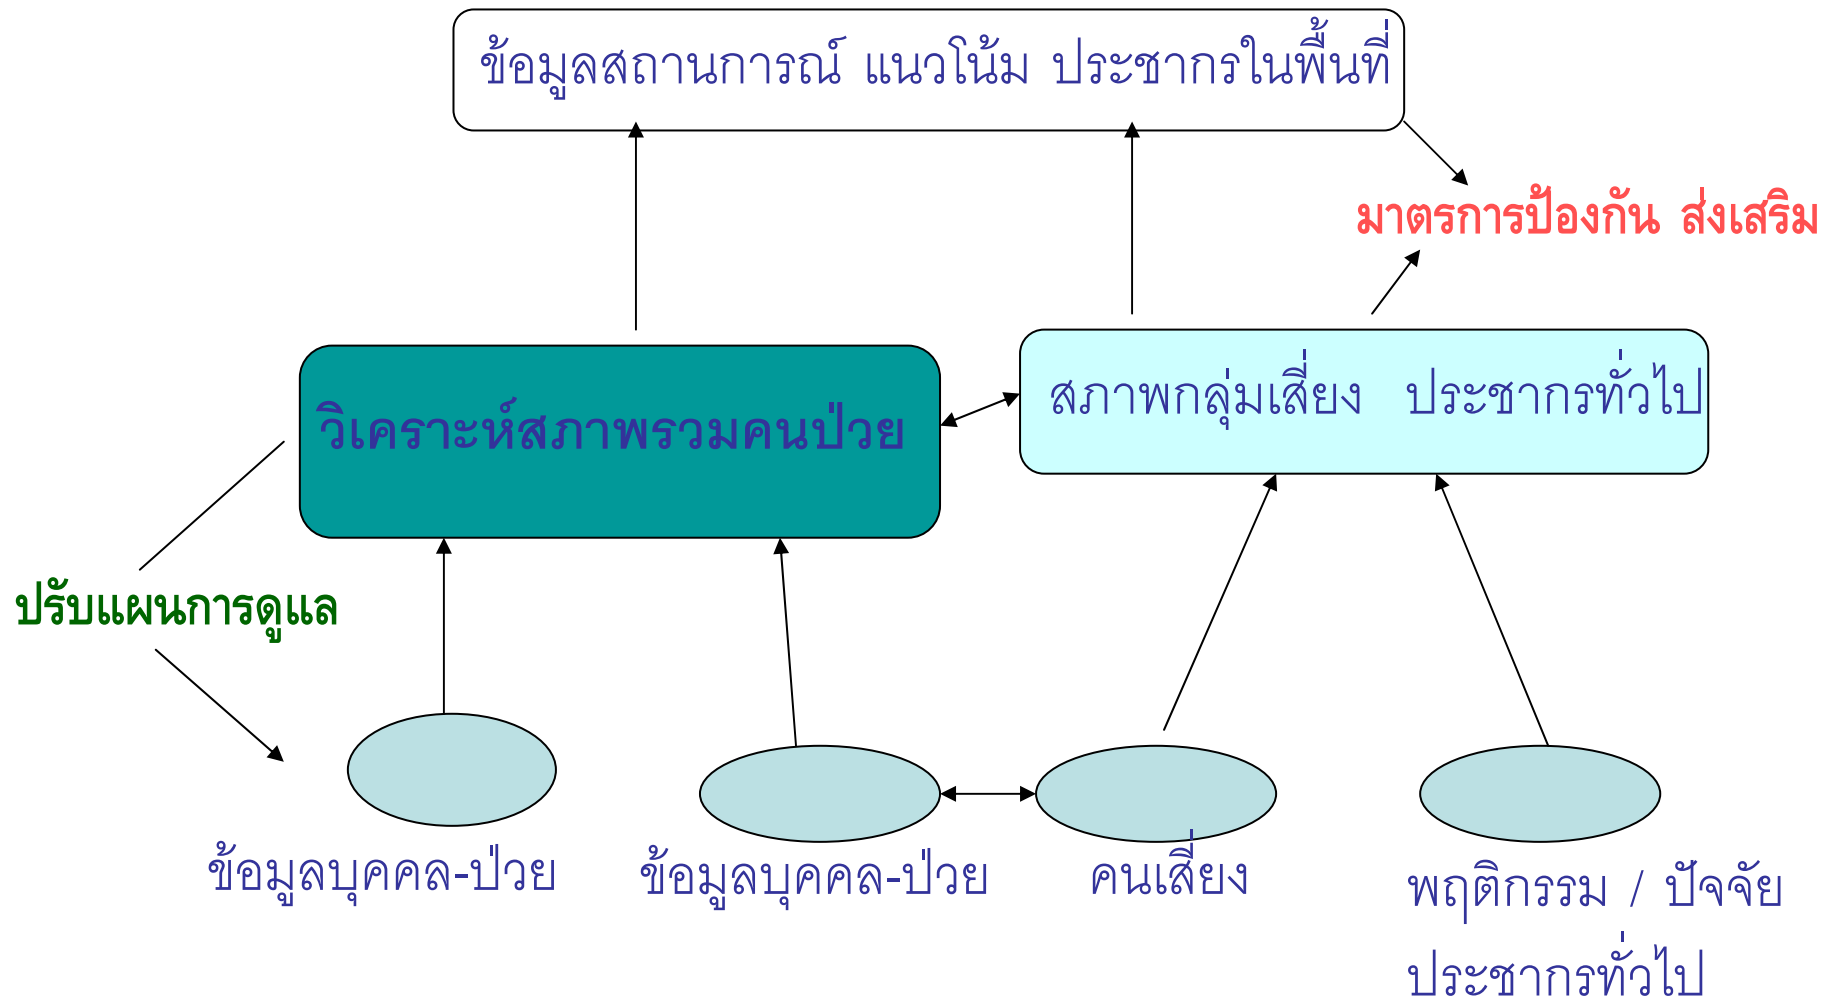 ข้อมูลสถานการณ์ แนวโน้ม ประชากรในพื้นที่
มาตรการป้องกัน ส่งเสริม
สภาพกลุ่มเสี่ยง ประชากรทั่วไป
วิเคราะห์สภาพรวมคนป่วย
ปรับแผนการดูแล
ข้อมูลบุคคล-ป่วย
ข้อมูลบุคคล-ป่วย
คนเสี่ยง
พฤติกรรม / ปัจจัย
ประชากรทั่วไป